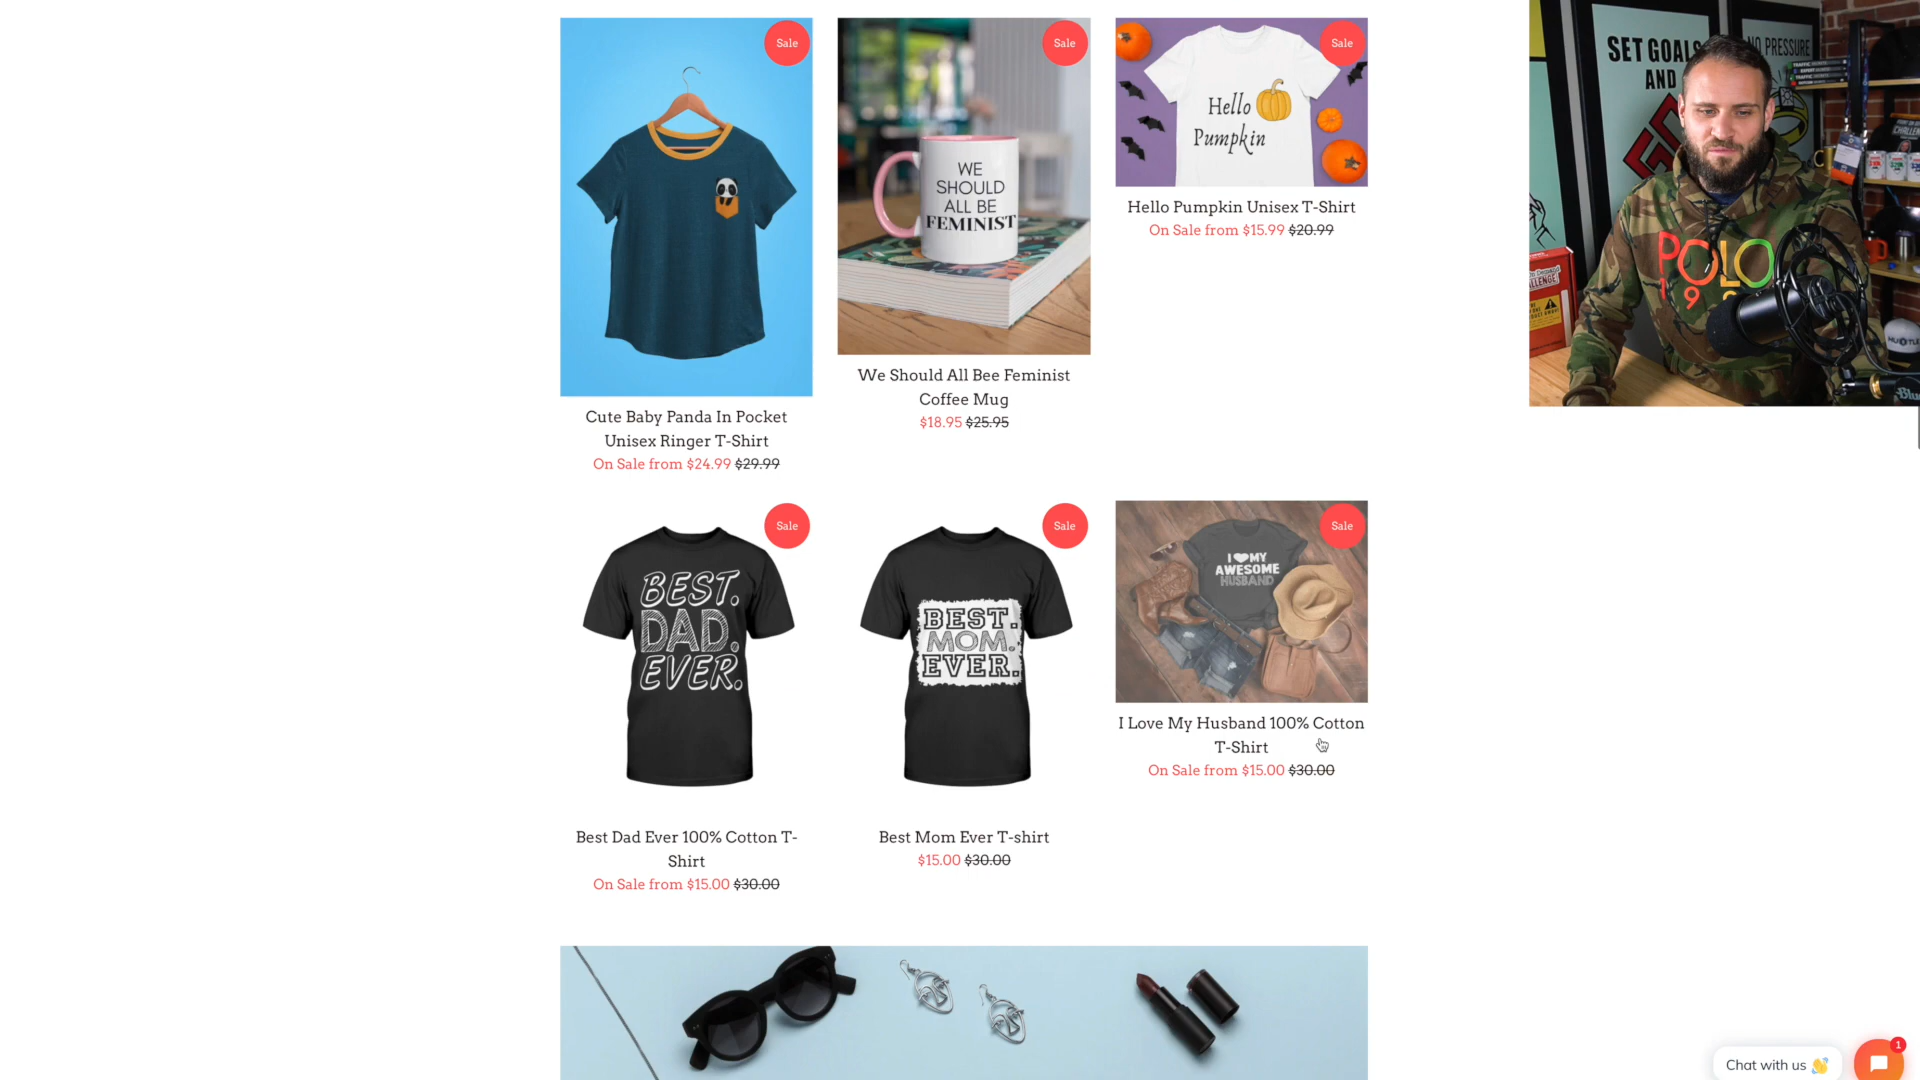 Sale
Sale
Sale
WE
SHOULD
ALL BE
FEMINIST
Hello
Pumpkin
Hello Pumpkin Unisex T-Shirt
On Sale from $15.99 $20.99
We Should All Bee Feminist
Coffee Mug
$18.95 $25.95
Cute Baby Panda In Pocket
Unisex Ringer T-Shirt
On Sale from $24.99 $29.99
SET GOALS
AND
NO PRESSURE
POLO
Sale
Sale
Sale
BEST.
DAD.
EVER.
BEST.
MOM.
EVER.
I MY
AWESOME
HUSBAND
I Love My Husband 100% Cotton
T-Shirt
On Sale from $15.00 $30.00
Best Dad Ever 100% Cotton T-
Shirt
On Sale from $15.00 $30.00
Best Mom Ever T-shirt
$15.00 $30.00
Chat with us 👋
1